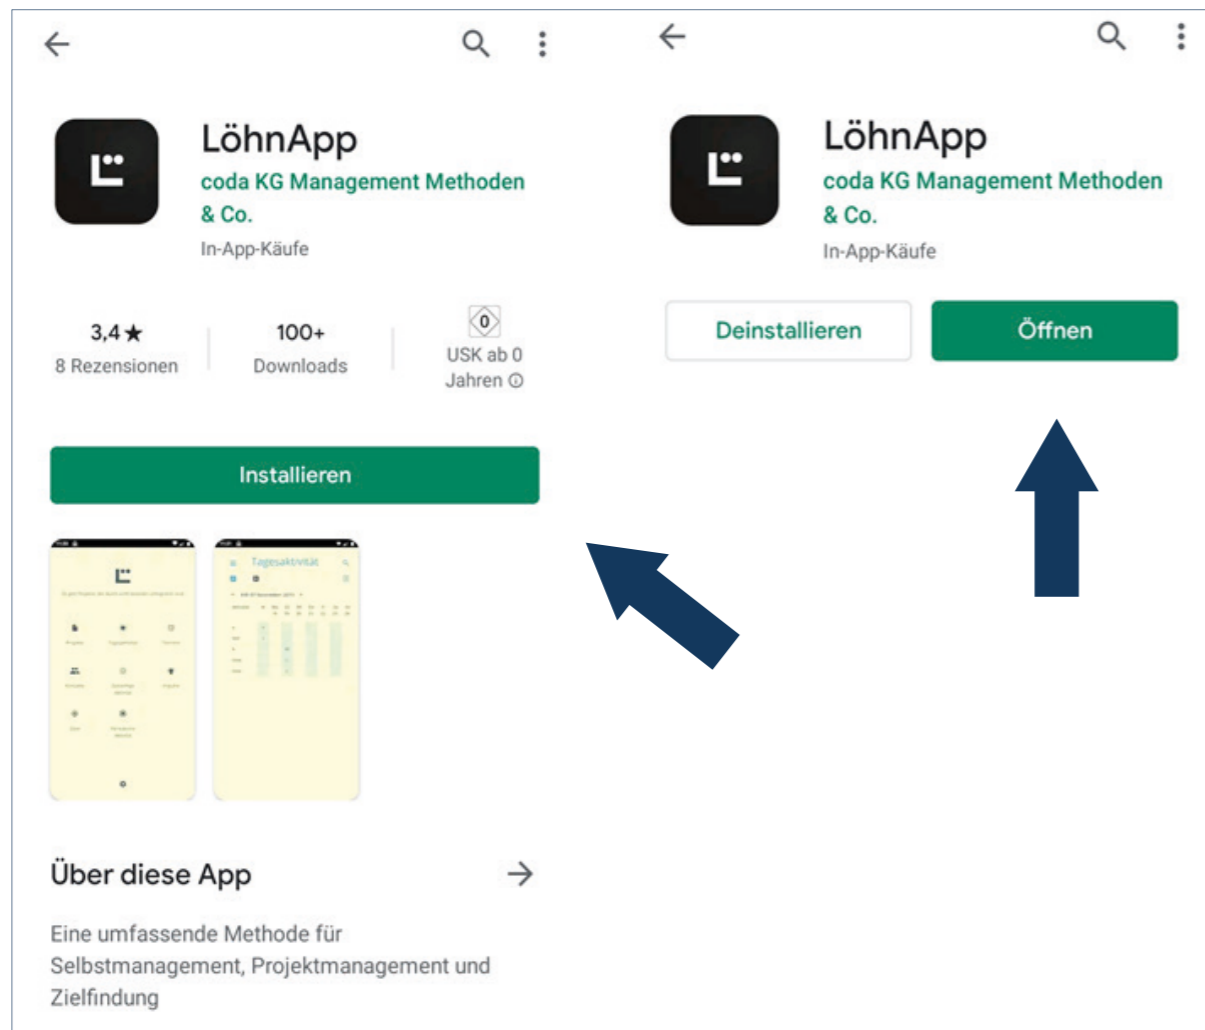 LöhnApp
coda KG Management Methoden
& Co.
In-App-Käufe
3,4★
8 Rezensionen
100+
Downloads
0
USK ab 0
Jahren
Installieren
Tagesaktivität
Über diese App
Eine umfassende Methode für
Selbstmanagement, Projektmanagement und
Zielfindung
LöhnApp
coda KG Management Methoden
& Co.
In-App-Käufe
Deinstallieren
Öffnen